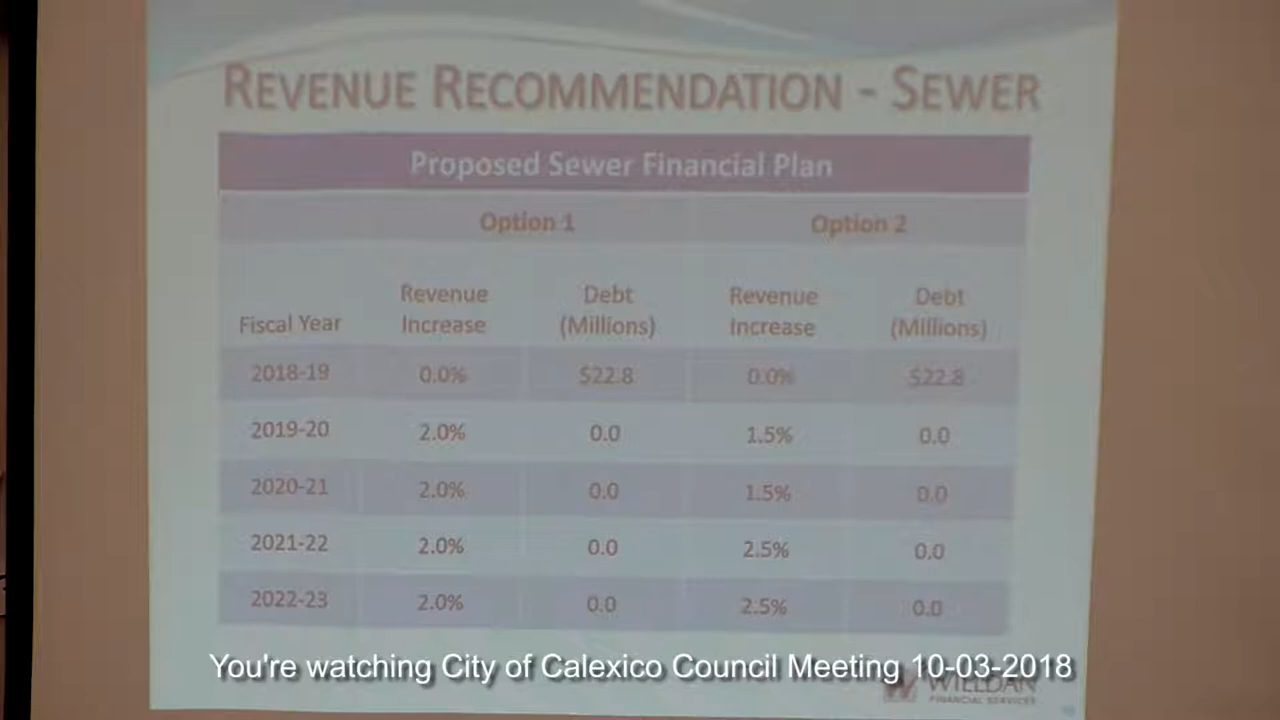 REVENUE RECOMMENDATION - SEWER
Proposed Sewer Financial Plan
Option 1 Option 2
Fiscal Year Revenue Increase Debt (Millions) Revenue Increase Debt (Millions)
2018-19 0.0% $22.8 0.0% $22.8
2019-20 2.0% 0.0 1.5% 0.0
2020-21 2.0% 0.0 1.5% 0.0
2021-22 2.0% 0.0 2.5% 0.0
2022-23 2.0% 0.0 2.5% 0.0
You're watching City of Calexico Council Meeting 10-03-2018
WILLDAN
FINANCIAL SERVICES